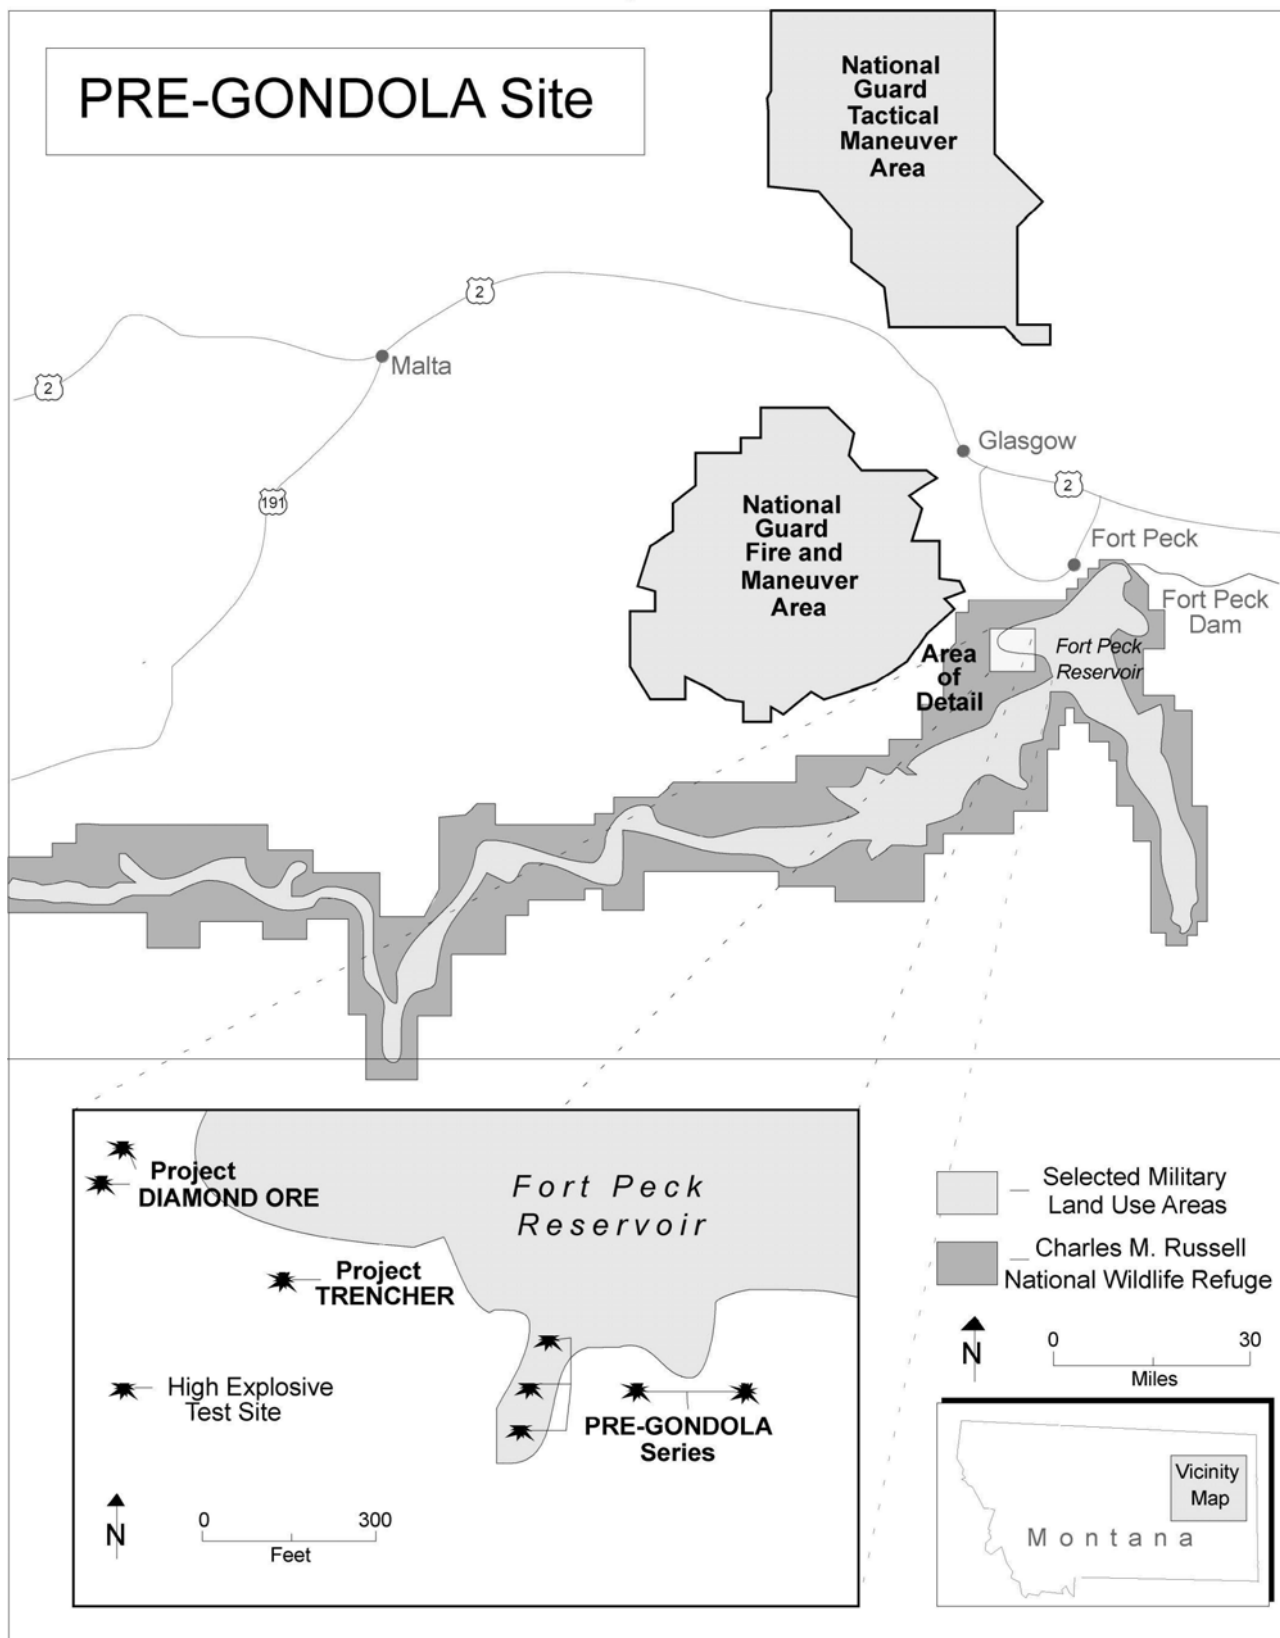 PRE-GONDOLA Site
National
Guard
Tactical
Maneuver
Area
2
2
Malta
191
Glasgow
2
National
Guard
Fire and
Maneuver
Area
Fort Peck
Fort Peck
Dam
Area
of
Detail
Fort Peck
Reservoir
Project
DIAMOND ORE
Fort Peck
Reservoir
Project
TRENCHER
High Explosive
Test Site
PRE-GONDOLA
Series
N
0 300
Feet
Selected Military
Land Use Areas
Charles M. Russell
National Wildlife Refuge
N
0 30
Miles
Vicinity
Map
Montana